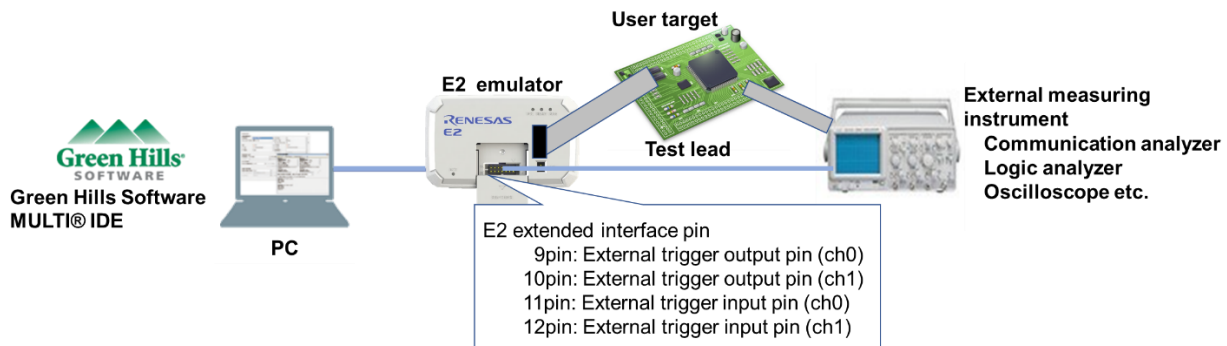 User target
E2 emulator
RENESAS
E2
Green Hills®
SOFTWARE
Green Hills Software
MULTI® IDE
PC
Test lead
External measuring
instrument
Communication analyzer
Logic analyzer
Oscilloscope etc.
E2 extended interface pin
9pin: External trigger output pin (ch0)
10pin: External trigger output pin (ch1)
11pin: External trigger input pin (ch0)
12pin: External trigger input pin (ch1)